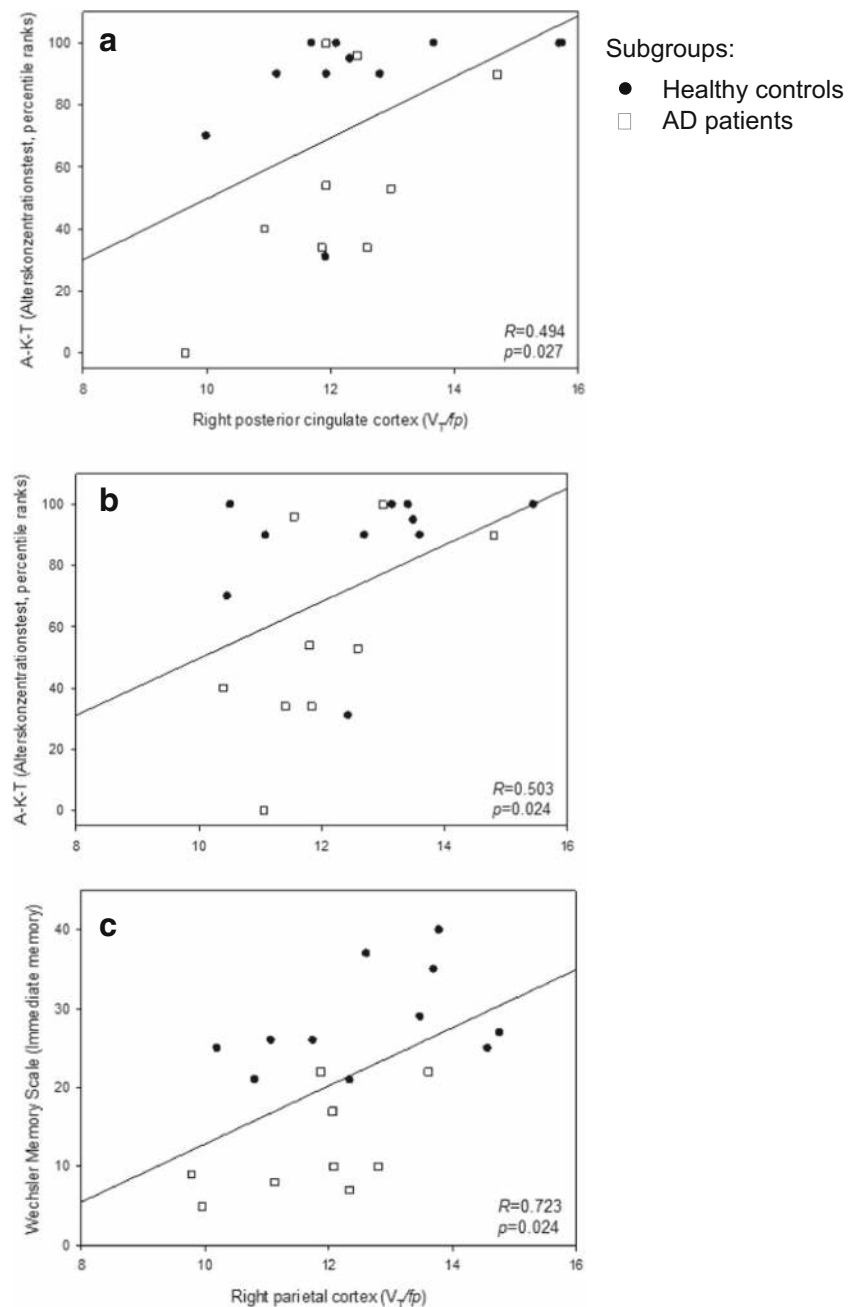 a
Subgroups:
Healthy controls
AD patients
A-K-T (Alterskonzentrationstest, percentile ranks)
100
80
60
40
20
0
R=0.494
p=0.027
8 10 12 14 16
Right posterior cingulate cortex (V_T/fp)
b
A-K-T (Alterskonzentrationstest, percentile ranks)
100
80
60
40
20
0
R=0.503
p=0.024
8 10 12 14 16
c
Wechsler Memory Scale (Immediate memory)
40
30
20
10
0
R=0.723
p=0.024
8 10 12 14 16
Right parietal cortex (V_T/fp)